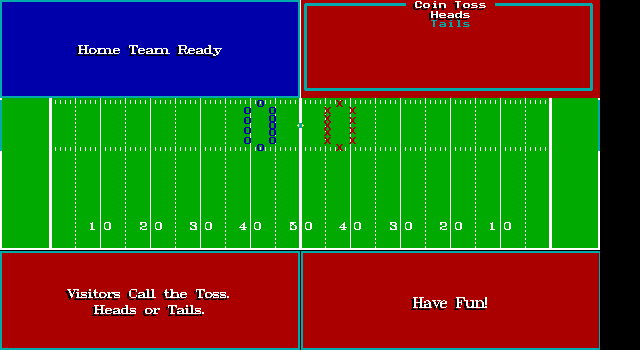 Coin Toss
Heads
Tails
Home Team Ready
1 0 2 0 3 0 4 0 5 0 4 0 3 0 2 0 1 0
Visitors Call the Toss.
Heads or Tails.
Have Fun!